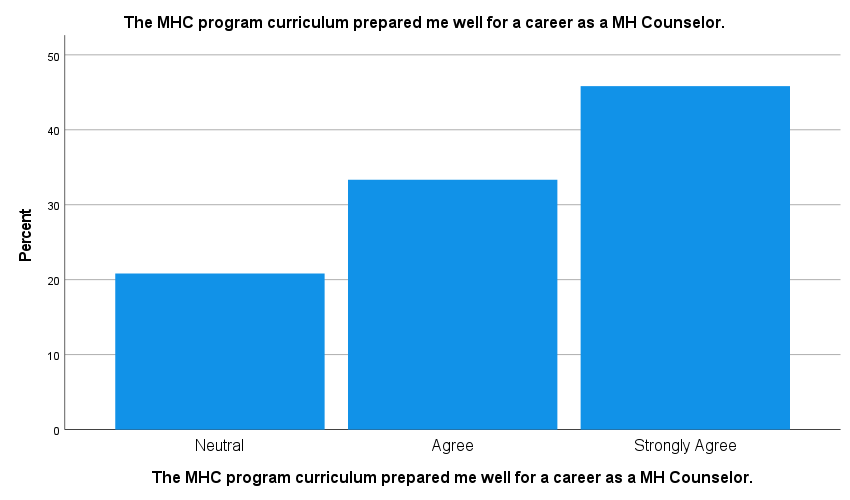 The MHC program curriculum prepared me well for a career as a MH Counselor.
50
40
30
20
10
0
Percent
Neutral
Agree
Strongly Agree
The MHC program curriculum prepared me well for a career as a MH Counselor.